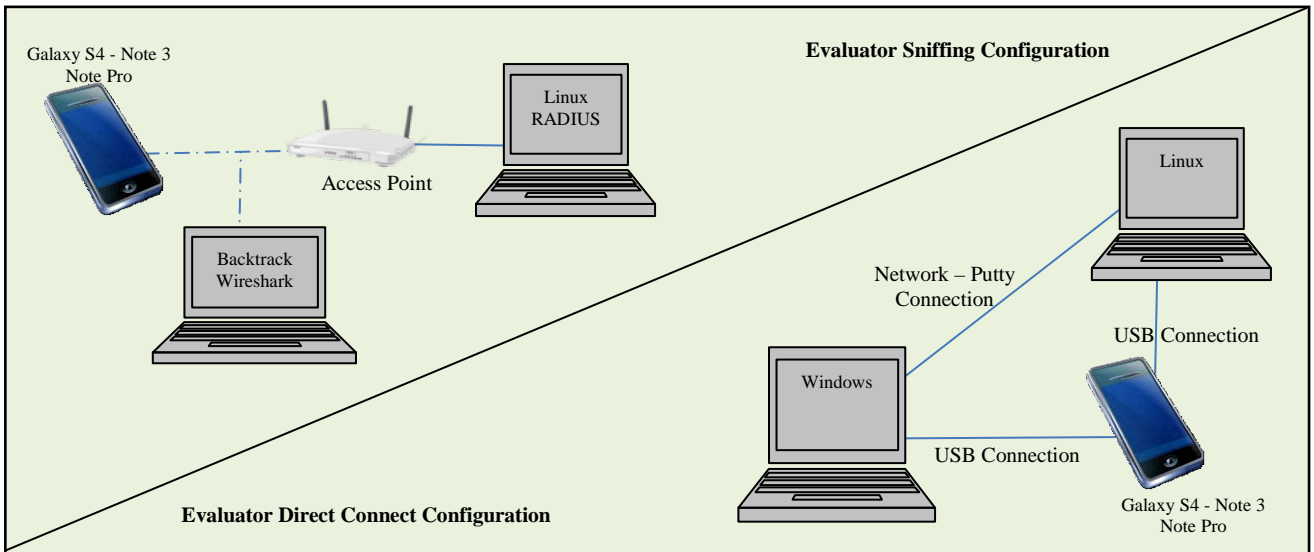 Galaxy S4 - Note 3
Note Pro
Evaluator Sniffing Configuration
Linux
RADIUS
Access Point
Backtrack
Wireshark
Linux
Network – Putty
Connection
USB Connection
Windows
USB Connection
Galaxy S4 - Note 3
Note Pro
Evaluator Direct Connect Configuration